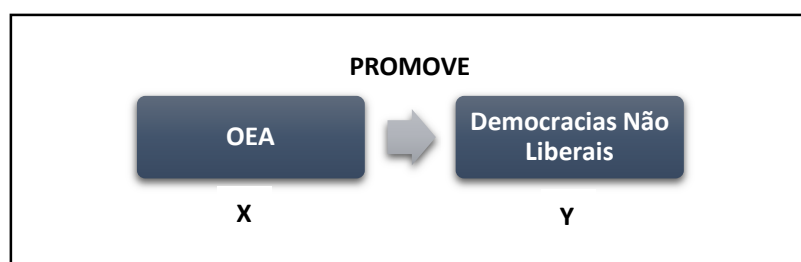 PROMOVE
OEA
Democracias Não
Liberais
X
Y